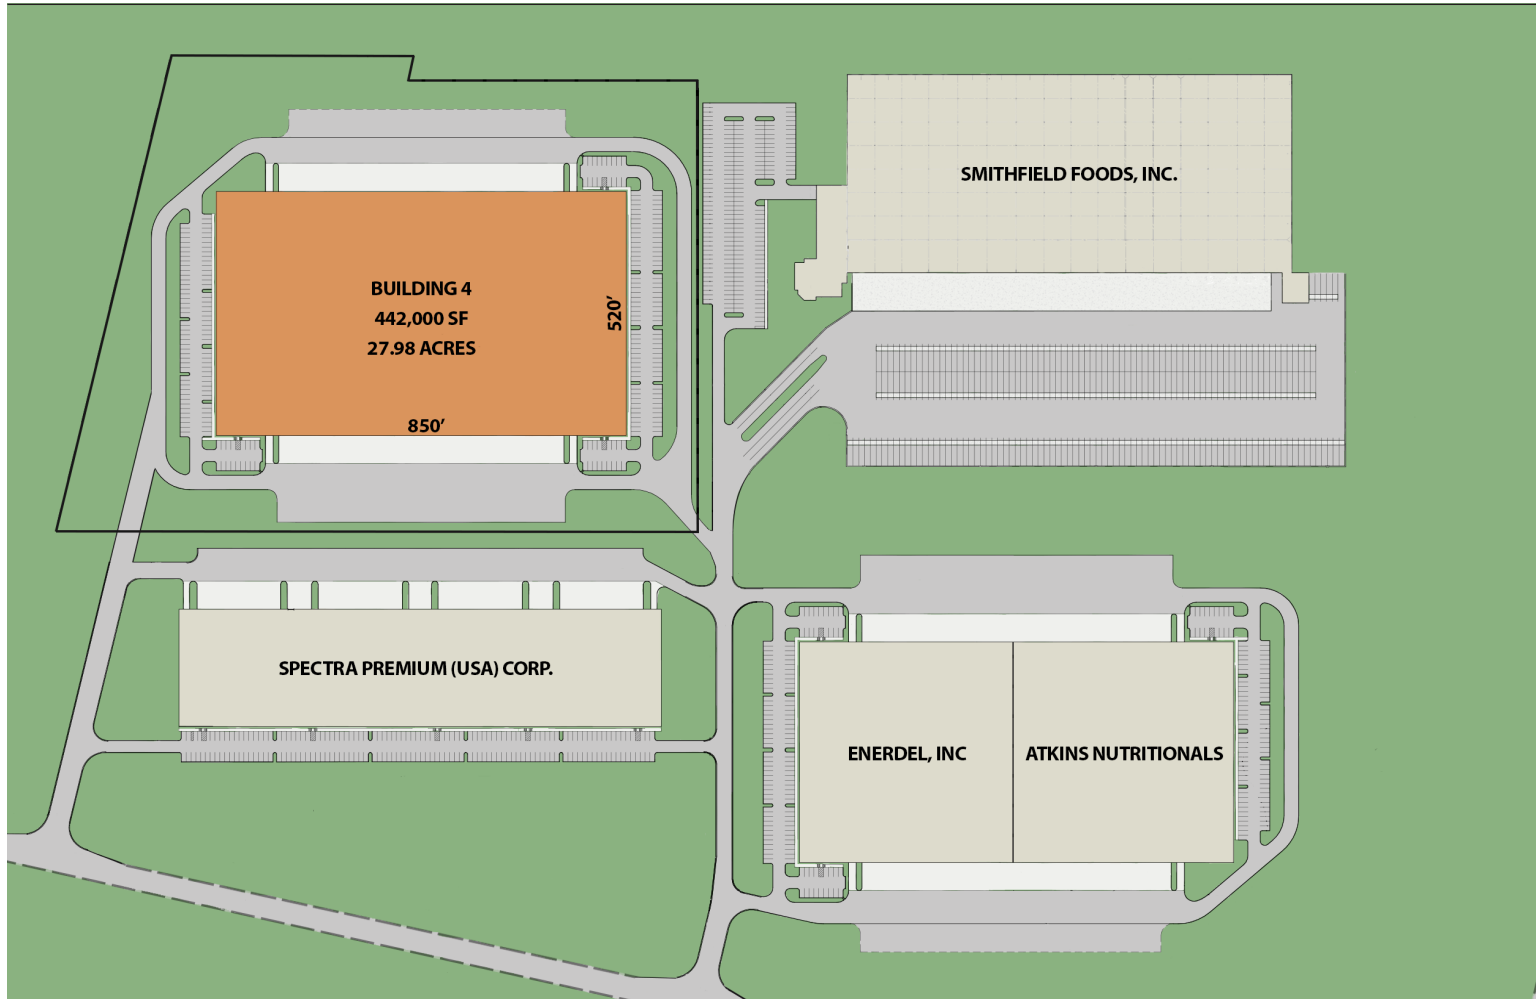 SMITHFIELD FOODS, INC.
BUILDING 4
442,000 SF
27.98 ACRES
520’
850’
SPECTRA PREMIUM (USA) CORP.
ENERDEL, INC
ATKINS NUTRITIONALS